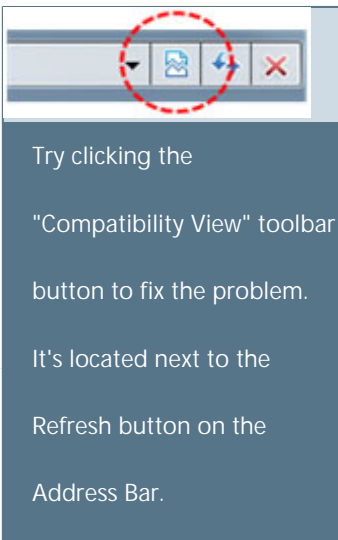 Try clicking the
"Compatibility View" toolbar
button to fix the problem.
It's located next to the
Refresh button on the
Address Bar.